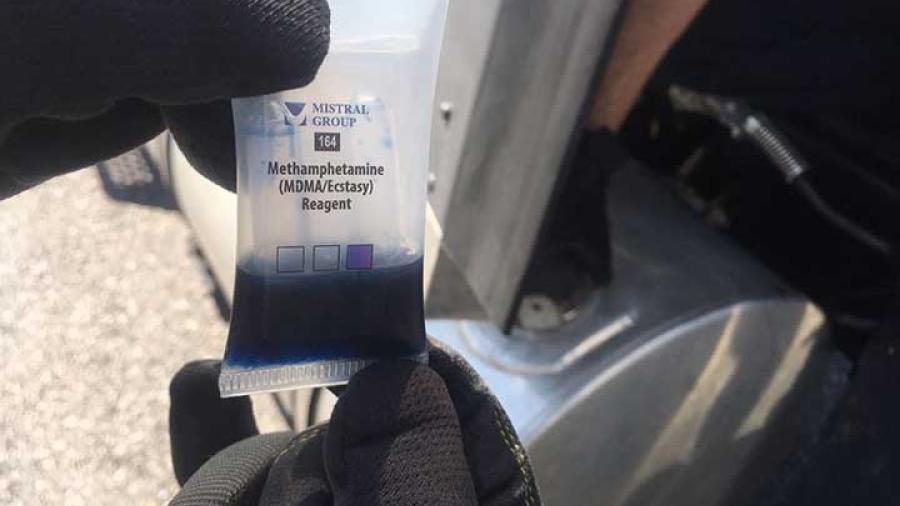 MISTRAL
GROUP
164
Methamphetamine
(MDMA/Ecstasy)
Reagent